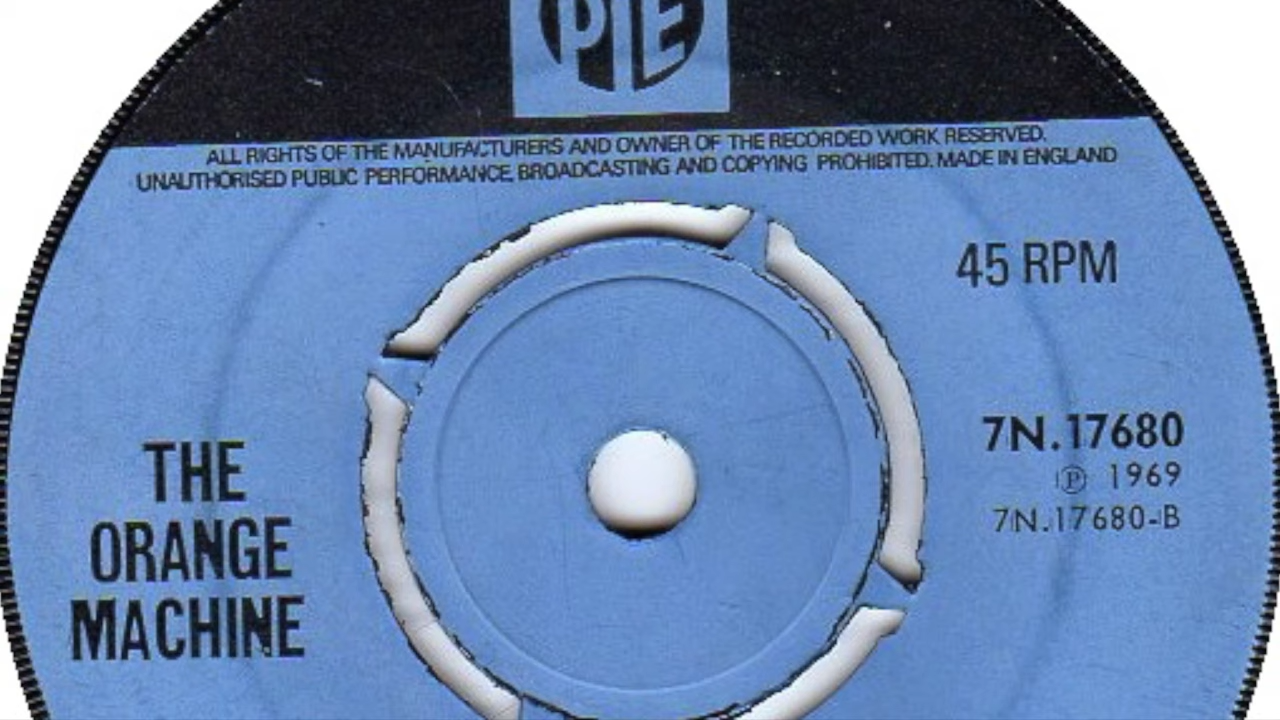 PYE
ALL RIGHTS OF THE MANUFACTURERS AND OWNER OF THE RECORDED WORK RESERVED.
UNAUTHORISED PUBLIC PERFORMANCE, BROADCASTING AND COPYING PROHIBITED. MADE IN ENGLAND
45 RPM
7N.17680
℗ 1969
7N.17680-B
THE
ORANGE
MACHINE